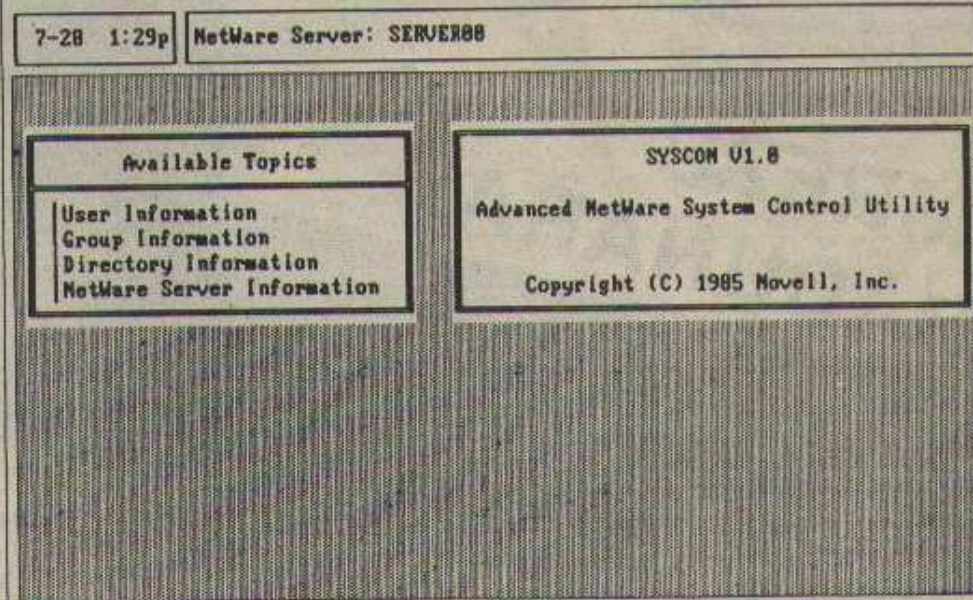 7-28 1:29p
NetWare Server: SERVER00
Available Topics
User Information
Group Information
Directory Information
NetWare Server Information
SYSCON V1.0
Advanced NetWare System Control Utility
Copyright (C) 1985 Novell, Inc.